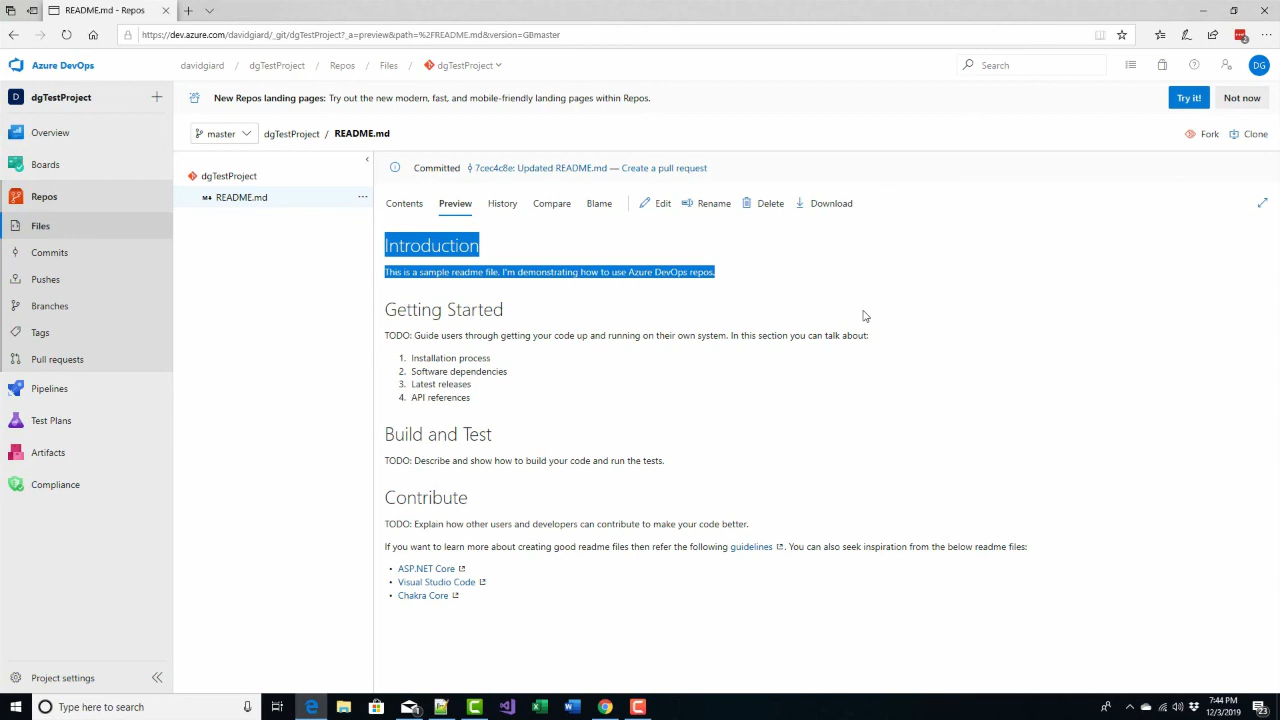 README.md - Repos
https://dev.azure.com/davidgiard/_git/dgTestProject?_a=preview&path=%2FREADME.md&version=GBmaster
Azure DevOps
davidgiard / dgTestProject / Repos / Files / dgTestProject
Search
DG
D dgTestProject
New Repos landing pages: Try out the new modern, fast, and mobile-friendly landing pages within Repos.
Try it!
Not now
Overview
master
dgTestProject / README.md
Fork
Clone
Boards
Repos
Files
Commits
Pushes
Branches
Tags
Pull requests
Pipelines
Test Plans
Artifacts
Compliance
Project settings
dgTestProject
README.md
Committed 7cec4c8e: Updated README.md — Create a pull request
Contents Preview History Compare Blame Edit Rename Delete Download
Introduction
This is a sample readme file. I'm demonstrating how to use Azure DevOps repos.
Getting Started
TODO: Guide users through getting your code up and running on their own system. In this section you can talk about:
1. Installation process
2. Software dependencies
3. Latest releases
4. API references
Build and Test
TODO: Describe and show how to build your code and run the tests.
Contribute
TODO: Explain how other users and developers can contribute to make your code better.
If you want to learn more about creating good readme files then refer the following guidelines . You can also seek inspiration from the below readme files:
• ASP.NET Core
• Visual Studio Code
• Chakra Core
Type here to search
7:44 PM
12/3/2019
23